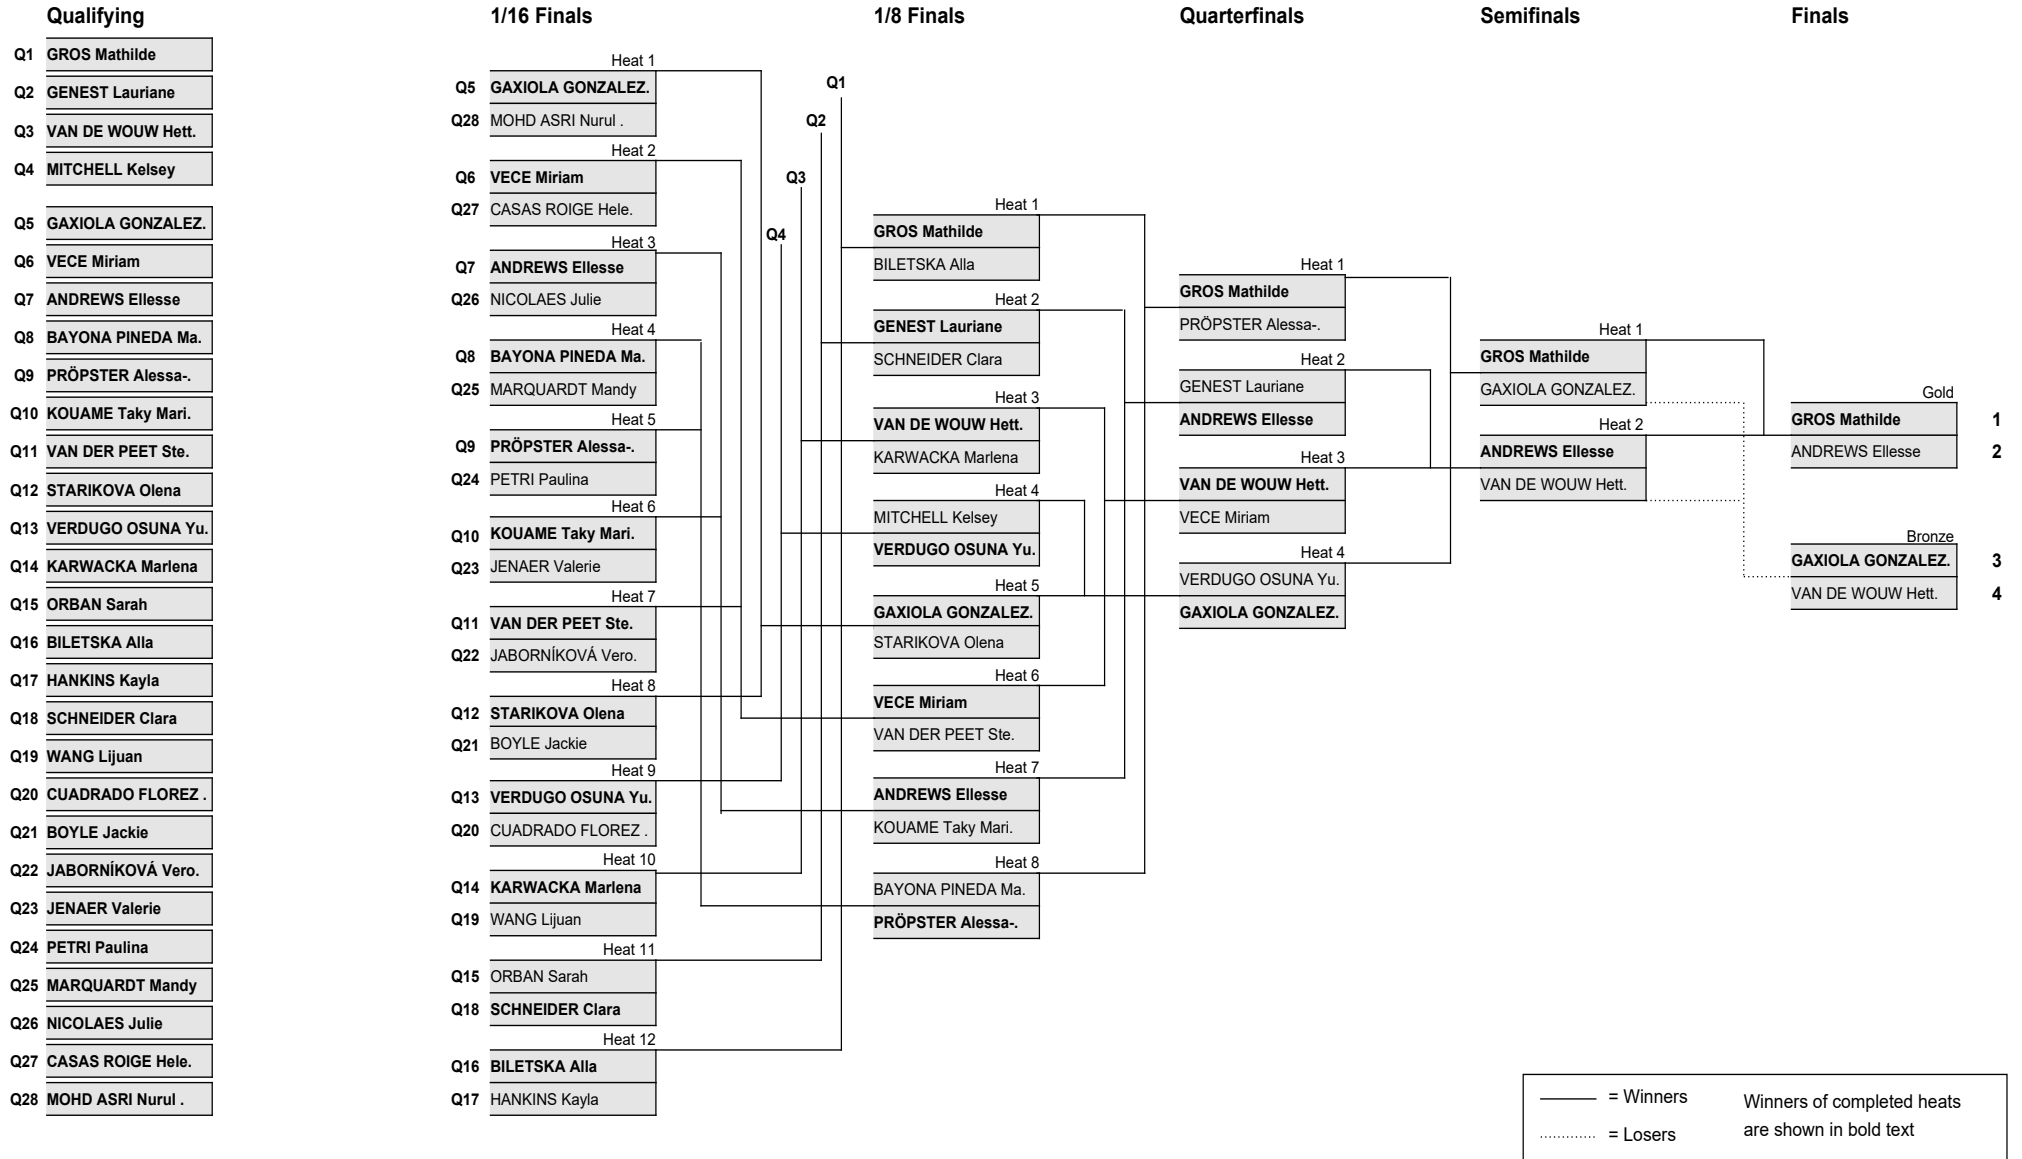 Qualifying
1/16 Finals
1/8 Finals
Quarterfinals
Semifinals
Finals
Q1 GROS Mathilde
Q2 GENEST Lauriane
Q3 VAN DE WOUW Hett.
Q4 MITCHELL Kelsey
Q5 GAXIOLA GONZALEZ.
Q6 VECE Miriam
Q7 ANDREWS Ellesse
Q8 BAYONA PINEDA Ma.
Q9 PRÖPSTER Alessa-.
Q10 KOUAME Taky Mari.
Q11 VAN DER PEET Ste.
Q12 STARIKOVA Olena
Q13 VERDUGO OSUNA Yu.
Q14 KARWACKA Marlena
Q15 ORBAN Sarah
Q16 BILETSKA Alla
Q17 HANKINS Kayla
Q18 SCHNEIDER Clara
Q19 WANG Lijuan
Q20 CUADRADO FLOREZ .
Q21 BOYLE Jackie
Q22 JABORNÍKOVÁ Vero.
Q23 JENAER Valerie
Q24 PETRI Paulina
Q25 MARQUARDT Mandy
Q26 NICOLAES Julie
Q27 CASAS ROIGE Hele.
Q28 MOHD ASRI Nurul .
Heat 1
Q5 GAXIOLA GONZALEZ.
Q28 MOHD ASRI Nurul .
Heat 2
Q6 VECE Miriam
Q27 CASAS ROIGE Hele.
Heat 3
Q7 ANDREWS Ellesse
Q26 NICOLAES Julie
Heat 4
Q8 BAYONA PINEDA Ma.
Q25 MARQUARDT Mandy
Heat 5
Q9 PRÖPSTER Alessa-.
Q24 PETRI Paulina
Heat 6
Q10 KOUAME Taky Mari.
Q23 JENAER Valerie
Heat 7
Q11 VAN DER PEET Ste.
Q22 JABORNÍKOVÁ Vero.
Heat 8
Q12 STARIKOVA Olena
Q21 BOYLE Jackie
Heat 9
Q13 VERDUGO OSUNA Yu.
Q20 CUADRADO FLOREZ .
Heat 10
Q14 KARWACKA Marlena
Q19 WANG Lijuan
Heat 11
Q15 ORBAN Sarah
Q18 SCHNEIDER Clara
Heat 12
Q16 BILETSKA Alla
Q17 HANKINS Kayla
Q1
Q2
Q3
Q4
Heat 1
GROS Mathilde
BILETSKA Alla
Heat 2
GENEST Lauriane
SCHNEIDER Clara
Heat 3
VAN DE WOUW Hett.
KARWACKA Marlena
Heat 4
MITCHELL Kelsey
VERDUGO OSUNA Yu.
Heat 5
GAXIOLA GONZALEZ.
STARIKOVA Olena
Heat 6
VECE Miriam
VAN DER PEET Ste.
Heat 7
ANDREWS Ellesse
KOUAME Taky Mari.
Heat 8
BAYONA PINEDA Ma.
PRÖPSTER Alessa-.
Heat 1
GROS Mathilde
PRÖPSTER Alessa-.
Heat 2
GENEST Lauriane
ANDREWS Ellesse
Heat 3
VAN DE WOUW Hett.
VECE Miriam
Heat 4
VERDUGO OSUNA Yu.
GAXIOLA GONZALEZ.
Heat 1
GROS Mathilde
GAXIOLA GONZALEZ.
Heat 2
ANDREWS Ellesse
VAN DE WOUW Hett.
Gold
GROS Mathilde 1
ANDREWS Ellesse 2
Bronze
GAXIOLA GONZALEZ. 3
VAN DE WOUW Hett. 4
= Winners
= Losers
Winners of completed heats
are shown in bold text